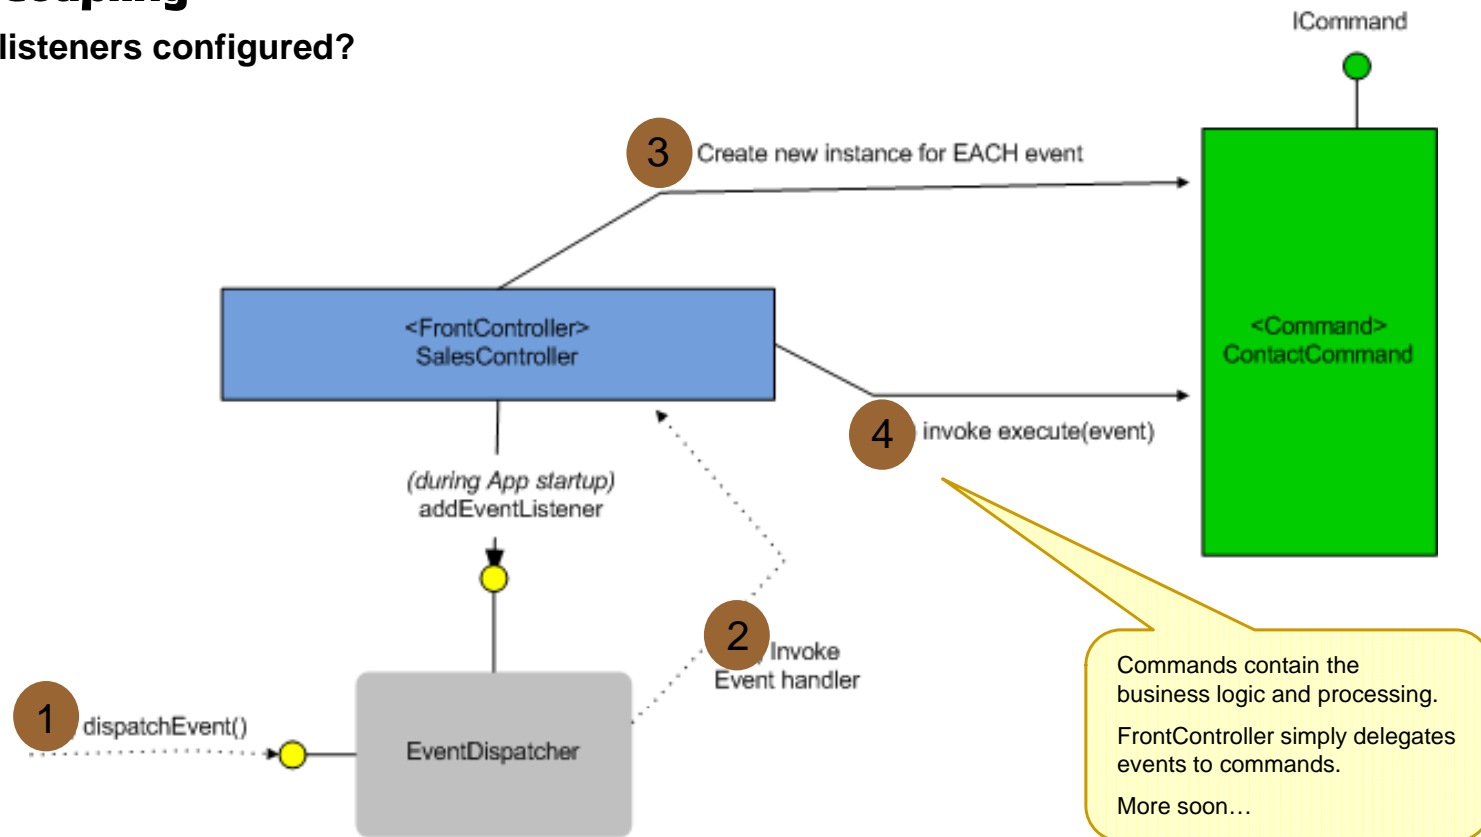 listeners configured?
ICommand
3
Create new instance for EACH event
<FrontController>
SalesController
<Command>
ContactCommand
4
invoke execute(event)
(during App startup)
addEventListener
2
Invoke
Event handler
1
dispatchEvent()
EventDispatcher
Commands contain the
business logic and processing.
FrontController simply delegates
events to commands.
More soon…